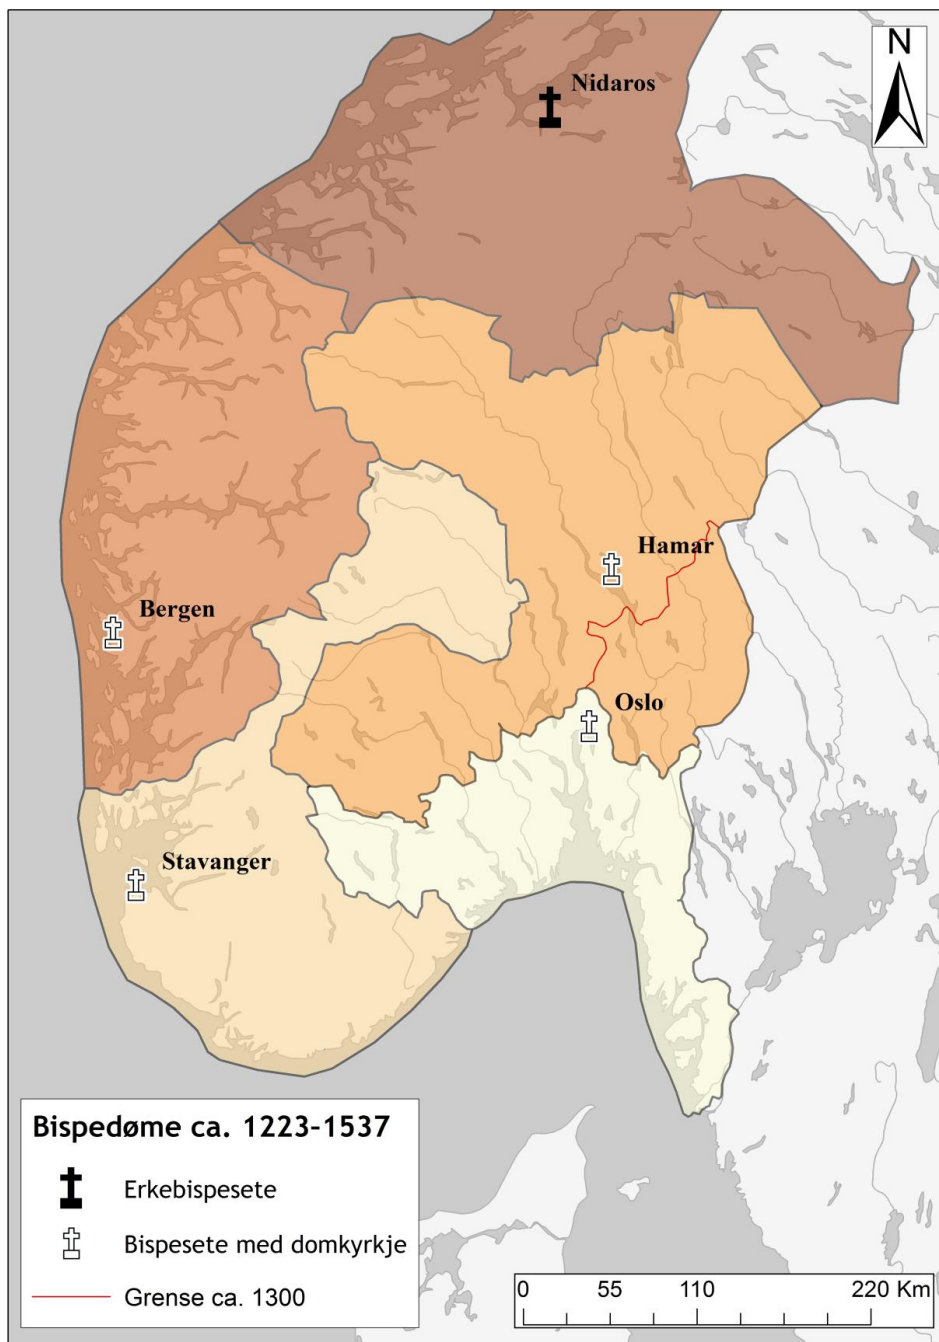 N
Nidaros
Hamar
Bergen
Oslo
Stavanger
Bispedøme ca. 1223-1537
Erkebispesete
Bispesete med domkyrkje
Grense ca. 1300
0 55 110 220 Km